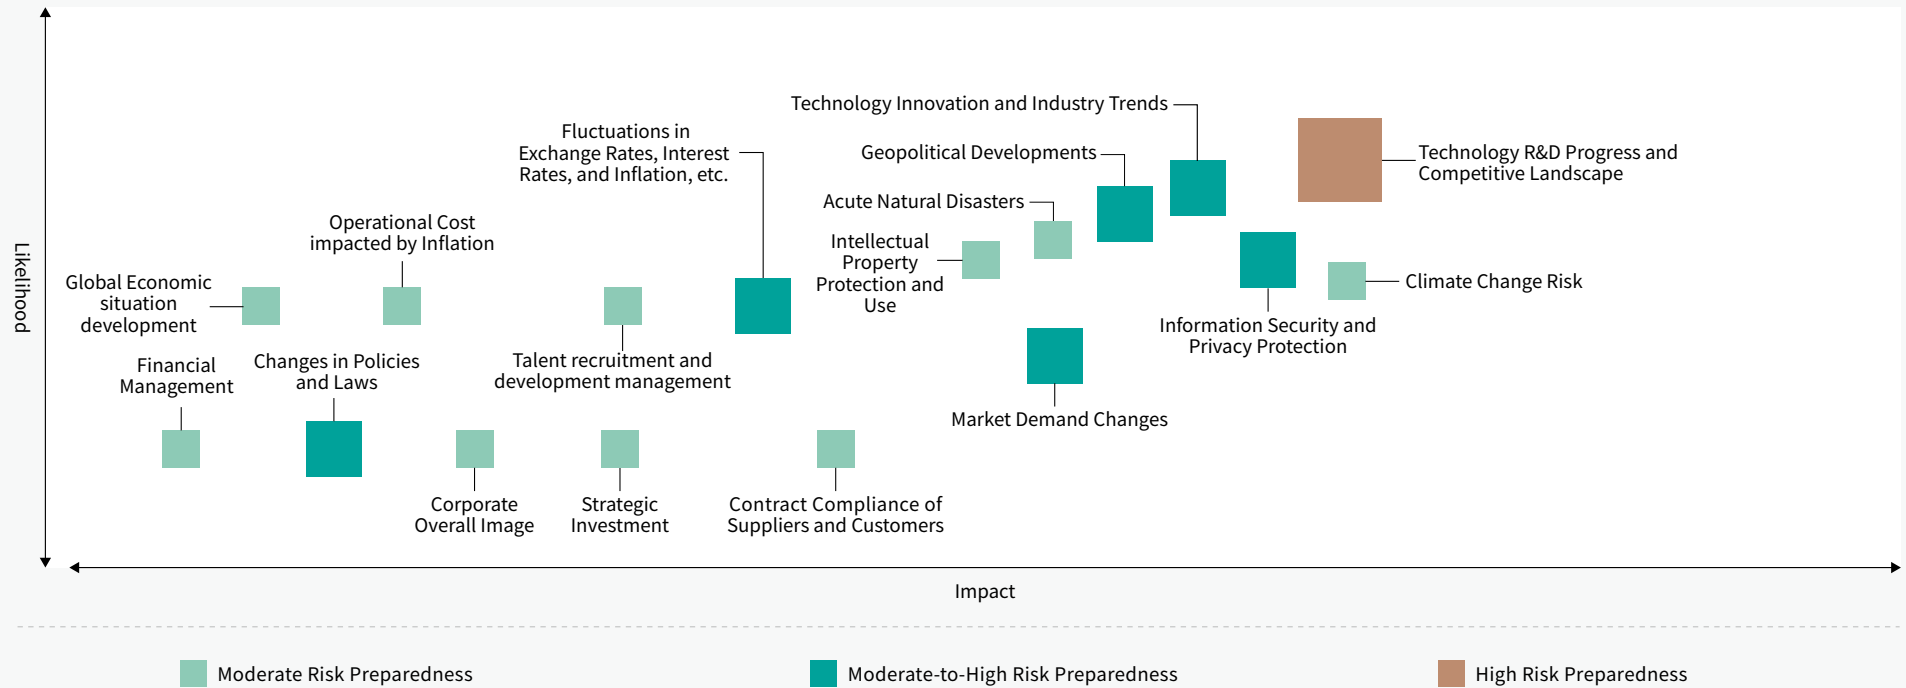 Technology Innovation and Industry Trends
Fluctuations in
Exchange Rates, Interest
Rates, and Inflation, etc.
Geopolitical Developments
Technology R&D Progress and
Competitive Landscape
Acute Natural Disasters
Operational Cost
impacted by Inflation
Intellectual
Property
Protection and
Use
Likelihood
Global Economic
situation
development
Climate Change Risk
Information Security and
Privacy Protection
Financial
Management
Changes in Policies
and Laws
Talent recruitment and
development management
Market Demand Changes
Corporate
Overall Image
Strategic
Investment
Contract Compliance of
Suppliers and Customers
Impact
Moderate Risk Preparedness
Moderate-to-High Risk Preparedness
High Risk Preparedness